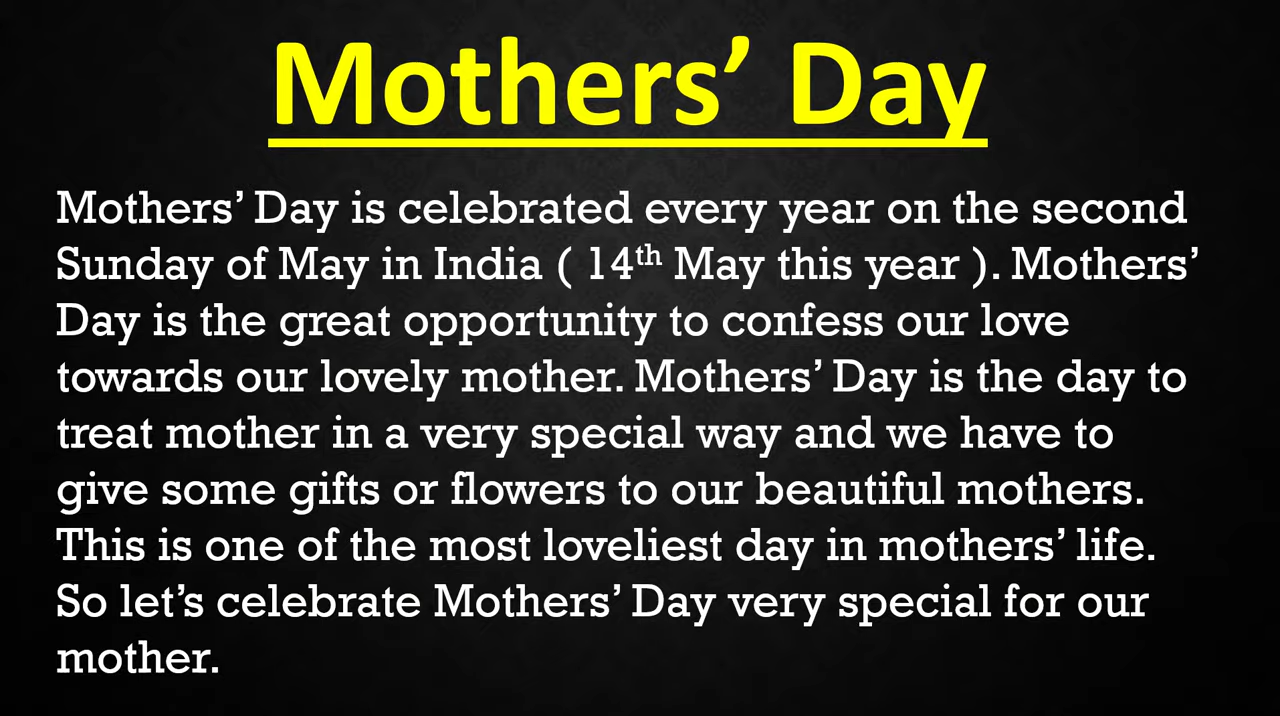 Mothers’ Day
Mothers’ Day is celebrated every year on the second
Sunday of May in India ( 14th May this year ). Mothers’
Day is the great opportunity to confess our love
towards our lovely mother. Mothers’ Day is the day to
treat mother in a very special way and we have to
give some gifts or flowers to our beautiful mothers.
This is one of the most loveliest day in mothers’ life.
So let’s celebrate Mothers’ Day very special for our
mother.